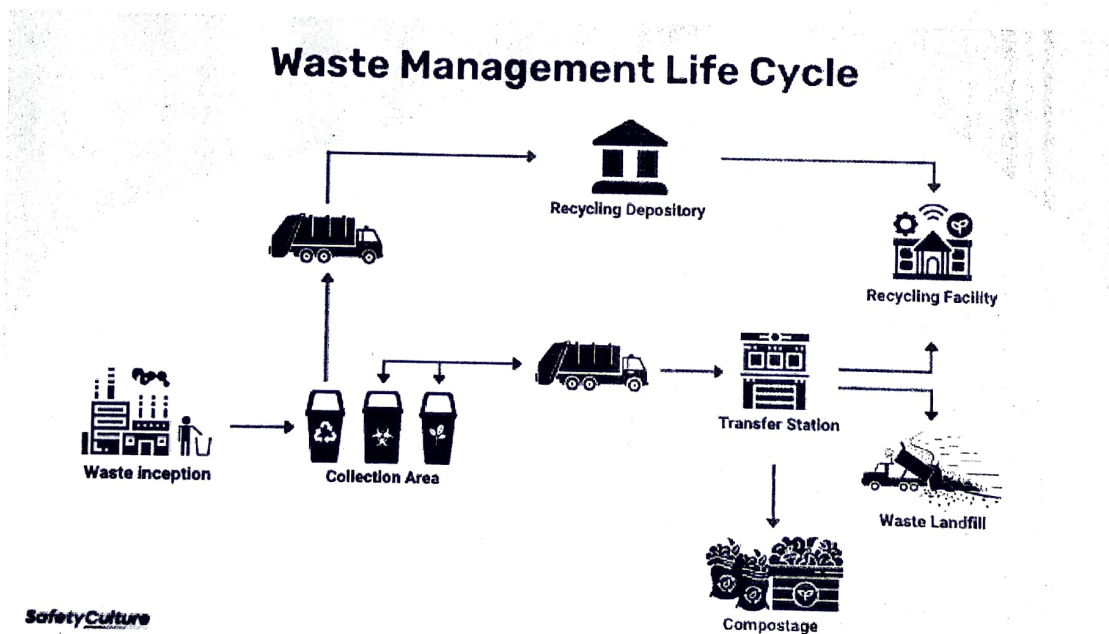 Waste Management Life Cycle
Recycling Depository
Recycling Facility
Waste inception
Collection Area
Transfer Station
Waste Landfill
Compostage
SafetyCulture